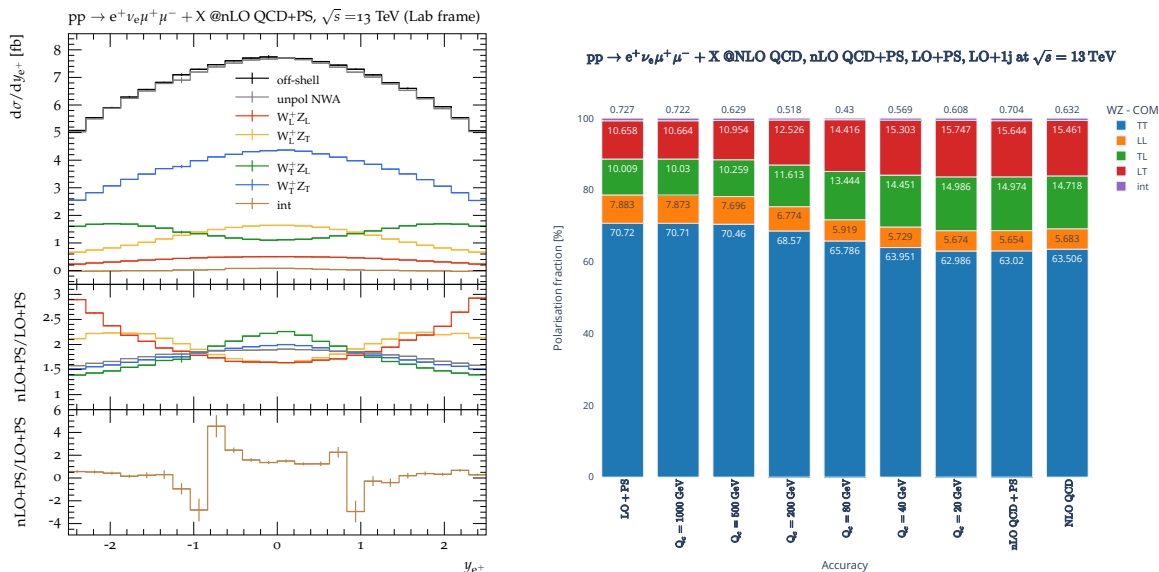 pp → e⁺νₑμ⁺μ⁻ + X @nLO QCD+PS, √s =13 TeV (Lab frame)
dσ/dy_{e⁺} [fb]
8
7
6
5
4
3
2
1
0
off-shell
unpol NWA
W_L⁺Z_L
W_L⁺Z_T
W_T⁺Z_L
W_T⁺Z_T
int
nLO+PS/LO+PS
3
2.5
2
1.5
1
nLO+PS/LO+PS
6
4
2
0
-2
-4
-2 -1 0 1 2
y_{e⁺}
pp → e⁺νₑμ⁺μ⁻ + X @NLO QCD, nLO QCD+PS, LO+PS, LO+1j at √s = 13 TeV
WZ - COM
TT
LL
TL
LT
int
Polarisation fraction [%]
100
80
60
40
20
0
0.727 0.722 0.629 0.518 0.43 0.569 0.608 0.704 0.632
10.658 10.664 10.954 12.526 14.416 15.303 15.747 15.644 15.461
10.009 10.03 10.259 11.613 13.444 14.451 14.986 14.974 14.718
7.883 7.873 7.696 6.774 5.919 5.729 5.674 5.654 5.683
70.72 70.71 70.46 68.57 65.786 63.951 62.986 63.02 63.506
LO + PS
Q_c = 1000 GeV
Q_c = 500 GeV
Q_c = 200 GeV
Q_c = 80 GeV
Q_c = 40 GeV
Q_c = 20 GeV
nLO QCD + PS
NLO QCD
Accuracy